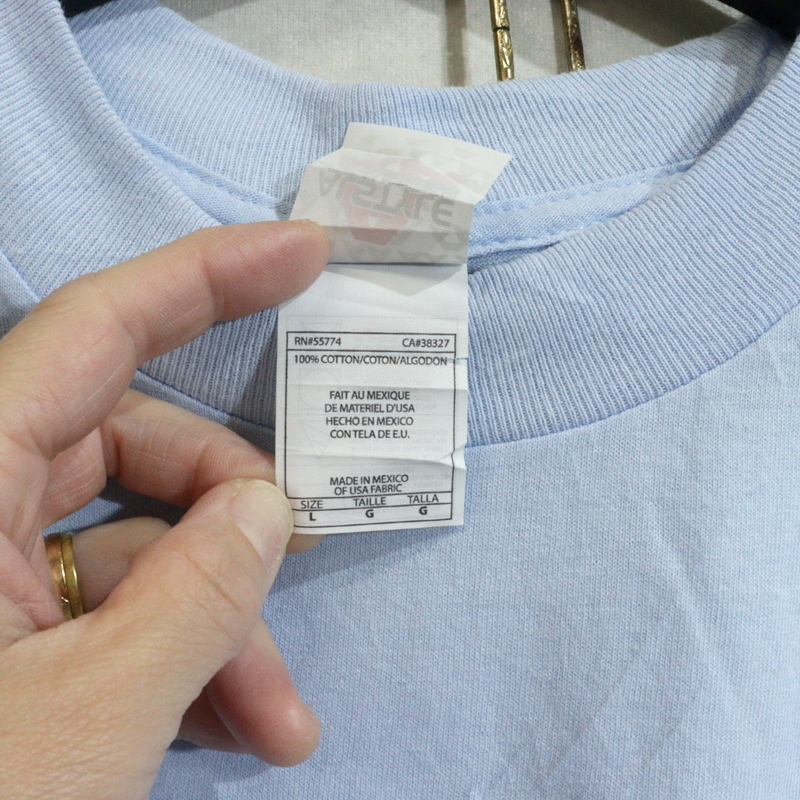 ALSTYLE
RN#55774 CA#38327
100% COTTON/COTON/ALGODON
FAIT AU MEXIQUE
DE MATERIEL D'USA
HECHO EN MEXICO
CON TELA DE E.U.
MADE IN MEXICO
OF USA FABRIC
SIZE TAILLE TALLA
L G G